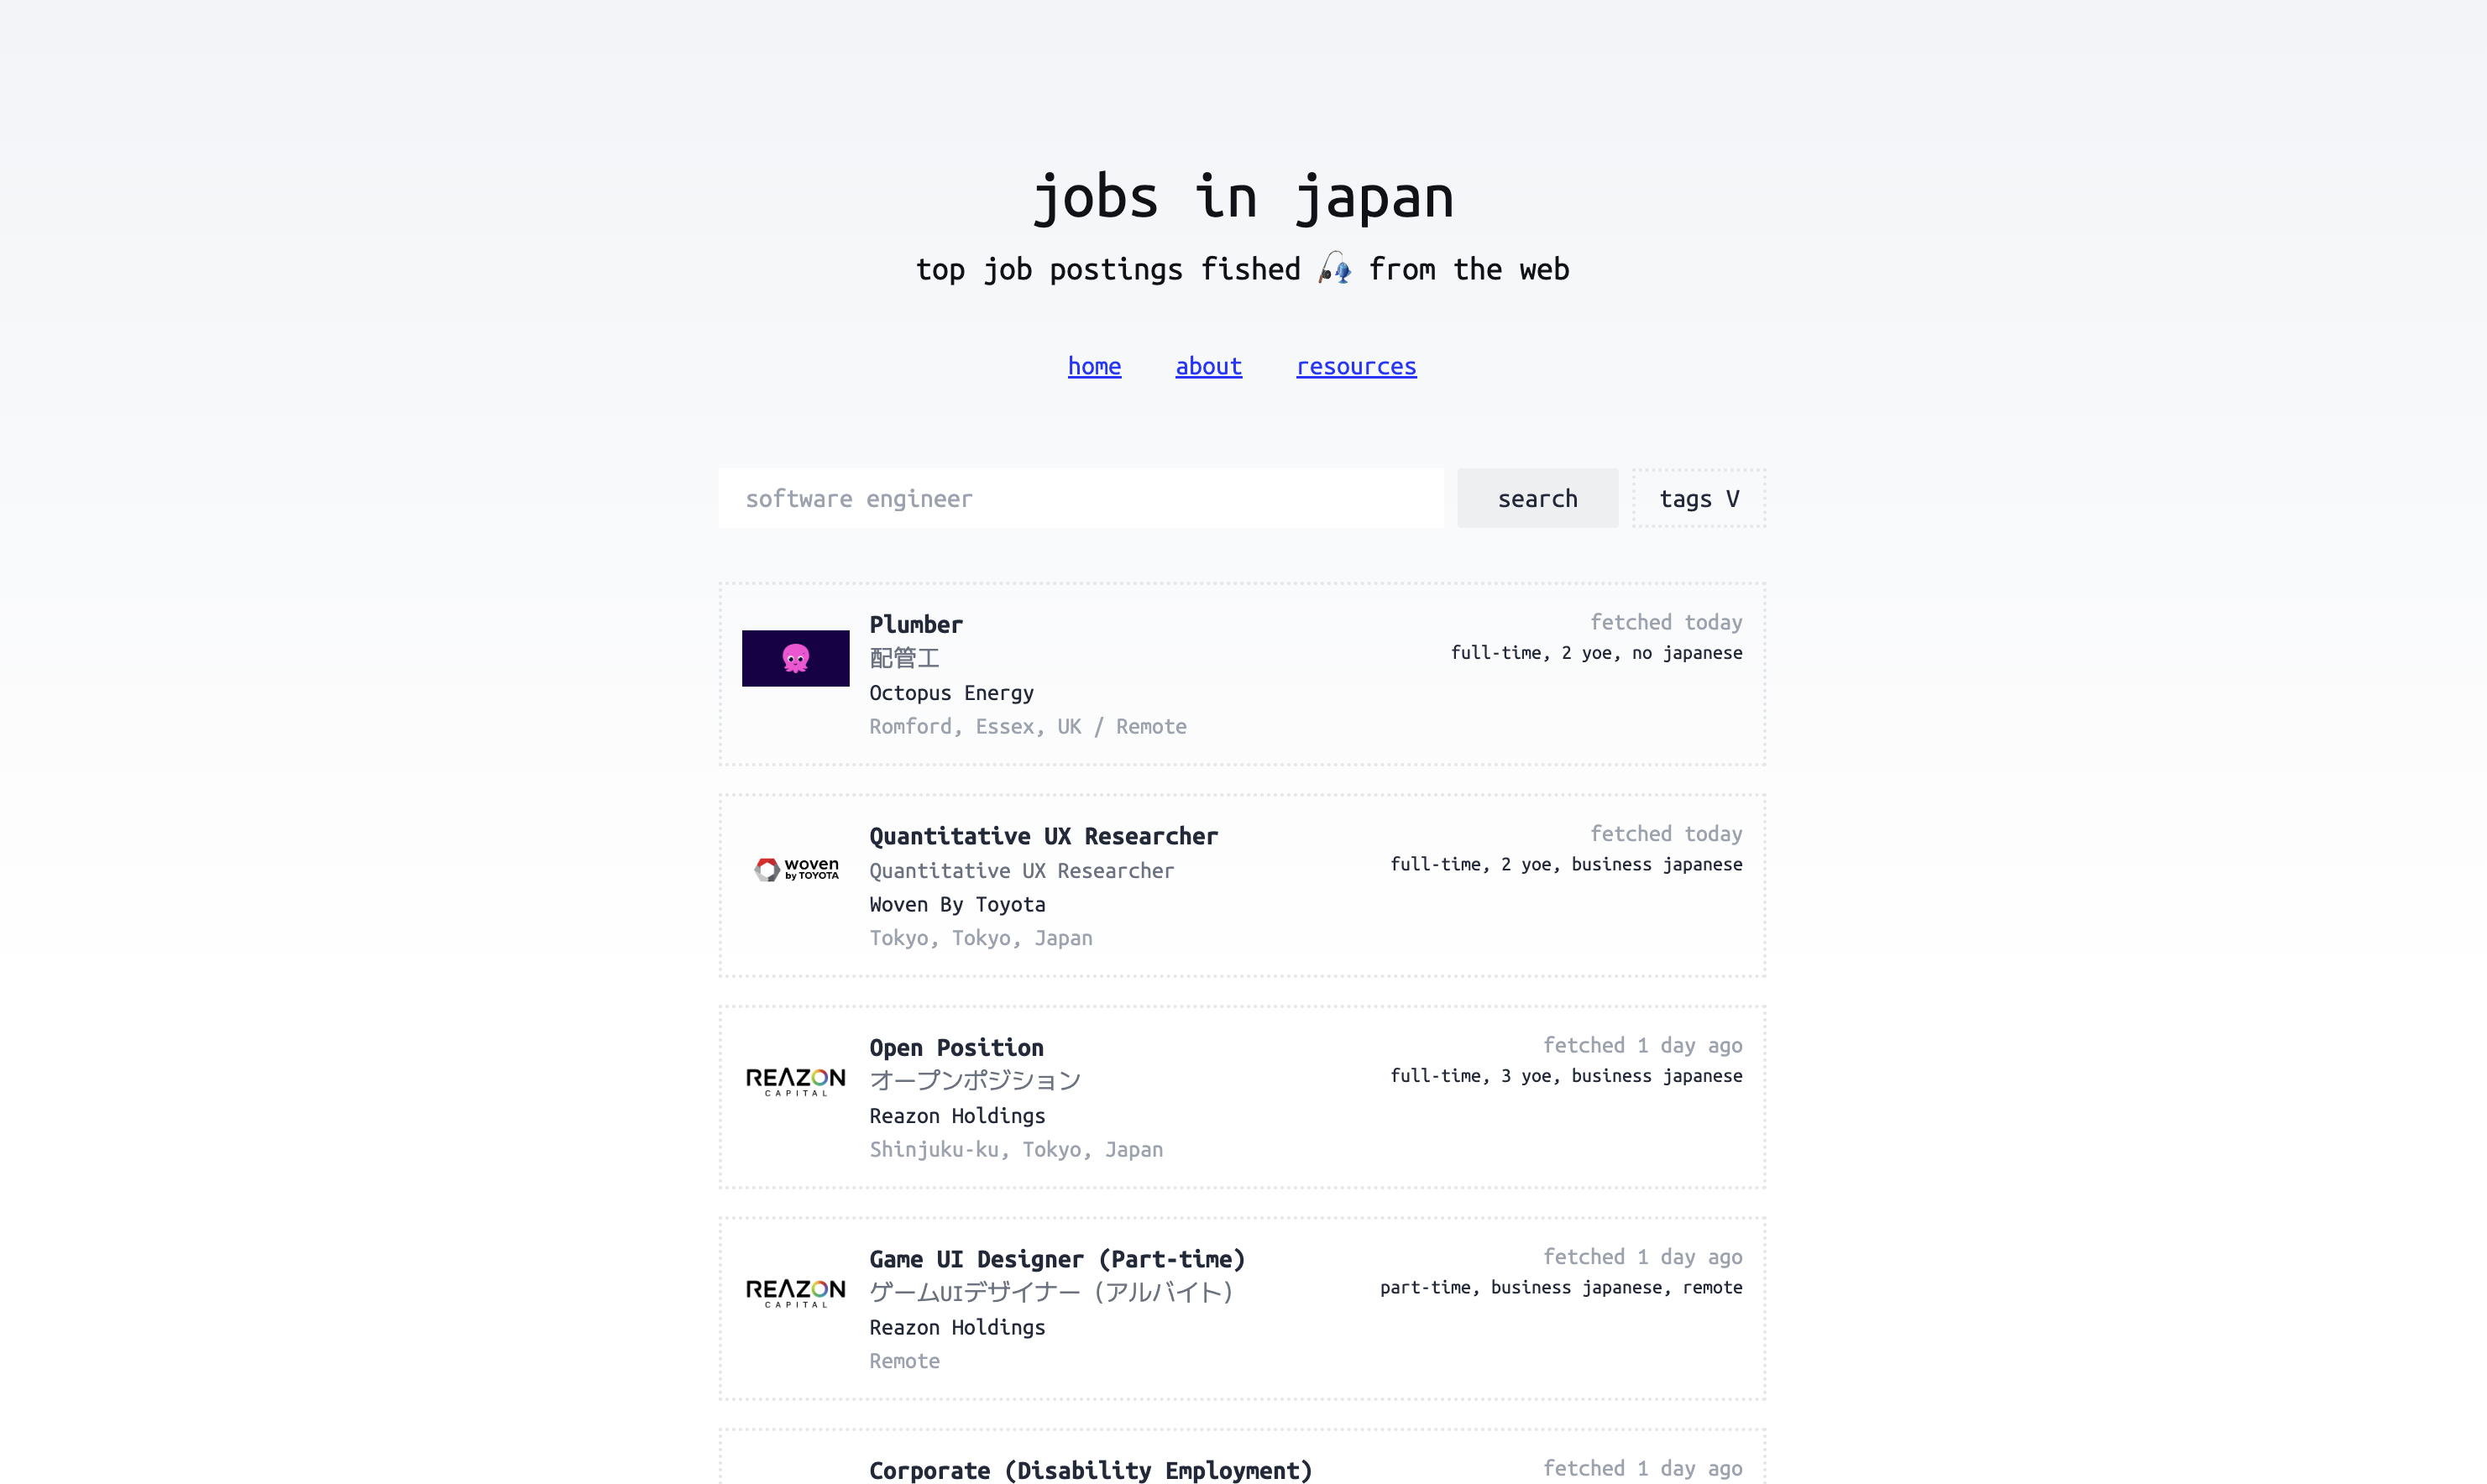 jobs in japan
top job postings fished 🎣 from the web
home about resources
software engineer search tags V
Plumber
fetched today
配管工
full-time, 2 yoe, no japanese
Octopus Energy
Romford, Essex, UK / Remote
woven
by TOYOTA
Quantitative UX Researcher
fetched today
Quantitative UX Researcher
full-time, 2 yoe, business japanese
Woven By Toyota
Tokyo, Tokyo, Japan
REAZON
CAPITAL
Open Position
fetched 1 day ago
オープンポジション
full-time, 3 yoe, business japanese
Reazon Holdings
Shinjuku-ku, Tokyo, Japan
REAZON
CAPITAL
Game UI Designer (Part-time)
fetched 1 day ago
ゲームUIデザイナー（アルバイト）
part-time, business japanese, remote
Reazon Holdings
Remote
Corporate (Disability Employment)
fetched 1 day ago